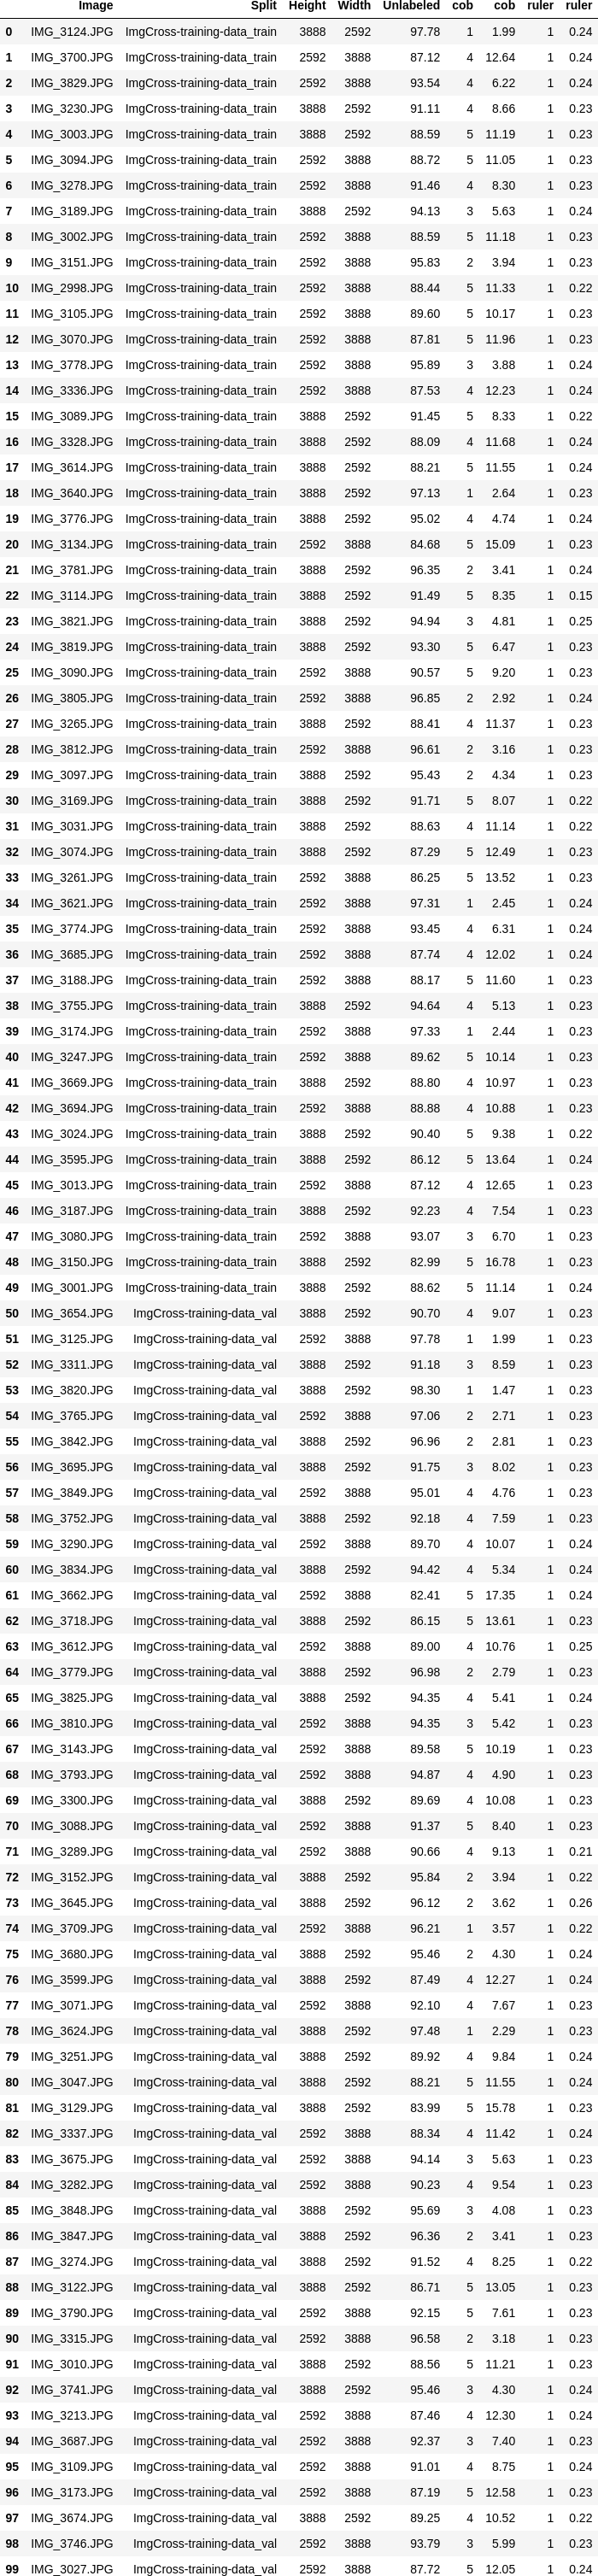 Image Split Height Width Unlabeled cob cob ruler ruler
0 IMG_3124.JPG ImgCross-training-data_train 3888 2592 97.78 1 1.99 1 0.24
1 IMG_3700.JPG ImgCross-training-data_train 2592 3888 87.12 4 12.64 1 0.24
2 IMG_3829.JPG ImgCross-training-data_train 3888 2592 93.54 4 6.22 1 0.24
3 IMG_3230.JPG ImgCross-training-data_train 3888 2592 91.11 4 8.66 1 0.23
4 IMG_3003.JPG ImgCross-training-data_train 3888 2592 88.59 5 11.19 1 0.23
5 IMG_3094.JPG ImgCross-training-data_train 2592 3888 88.72 5 11.05 1 0.23
6 IMG_3278.JPG ImgCross-training-data_train 2592 3888 91.46 4 8.30 1 0.23
7 IMG_3189.JPG ImgCross-training-data_train 3888 2592 94.13 3 5.63 1 0.24
8 IMG_3002.JPG ImgCross-training-data_train 2592 3888 88.59 5 11.18 1 0.23
9 IMG_3151.JPG ImgCross-training-data_train 2592 3888 95.83 2 3.94 1 0.23
10 IMG_2998.JPG ImgCross-training-data_train 2592 3888 88.44 5 11.33 1 0.22
11 IMG_3105.JPG ImgCross-training-data_train 2592 3888 89.60 5 10.17 1 0.23
12 IMG_3070.JPG ImgCross-training-data_train 2592 3888 87.81 5 11.96 1 0.23
13 IMG_3778.JPG ImgCross-training-data_train 2592 3888 95.89 3 3.88 1 0.24
14 IMG_3336.JPG ImgCross-training-data_train 2592 3888 87.53 4 12.23 1 0.24
15 IMG_3089.JPG ImgCross-training-data_train 3888 2592 91.45 5 8.33 1 0.22
16 IMG_3328.JPG ImgCross-training-data_train 3888 2592 88.09 4 11.68 1 0.24
17 IMG_3614.JPG ImgCross-training-data_train 3888 2592 88.21 5 11.55 1 0.24
18 IMG_3640.JPG ImgCross-training-data_train 3888 2592 97.13 1 2.64 1 0.23
19 IMG_3776.JPG ImgCross-training-data_train 3888 2592 95.02 4 4.74 1 0.24
20 IMG_3134.JPG ImgCross-training-data_train 2592 3888 84.68 5 15.09 1 0.23
21 IMG_3781.JPG ImgCross-training-data_train 2592 3888 96.35 2 3.41 1 0.24
22 IMG_3114.JPG ImgCross-training-data_train 3888 2592 91.49 5 8.35 1 0.15
23 IMG_3821.JPG ImgCross-training-data_train 2592 3888 94.94 3 4.81 1 0.25
24 IMG_3819.JPG ImgCross-training-data_train 3888 2592 93.30 5 6.47 1 0.23
25 IMG_3090.JPG ImgCross-training-data_train 2592 3888 90.57 5 9.20 1 0.23
26 IMG_3805.JPG ImgCross-training-data_train 2592 3888 96.85 2 2.92 1 0.24
27 IMG_3265.JPG ImgCross-training-data_train 3888 2592 88.41 4 11.37 1 0.23
28 IMG_3812.JPG ImgCross-training-data_train 2592 3888 96.61 2 3.16 1 0.23
29 IMG_3097.JPG ImgCross-training-data_train 2592 3888 95.43 2 4.34 1 0.23
30 IMG_3169.JPG ImgCross-training-data_train 3888 2592 91.71 5 8.07 1 0.22
31 IMG_3031.JPG ImgCross-training-data_train 3888 2592 88.63 4 11.14 1 0.22
32 IMG_3074.JPG ImgCross-training-data_train 2592 3888 87.29 5 12.49 1 0.23
33 IMG_3261.JPG ImgCross-training-data_train 2592 3888 86.25 5 13.52 1 0.23
34 IMG_3621.JPG ImgCross-training-data_train 3888 2592 97.31 1 2.45 1 0.24
35 IMG_3774.JPG ImgCross-training-data_train 2592 3888 93.45 4 6.31 1 0.24
36 IMG_3685.JPG ImgCross-training-data_train 2592 3888 87.74 4 12.02 1 0.24
37 IMG_3188.JPG ImgCross-training-data_train 2592 3888 88.17 5 11.60 1 0.23
38 IMG_3755.JPG ImgCross-training-data_train 3888 2592 94.64 4 5.13 1 0.23
39 IMG_3174.JPG ImgCross-training-data_train 2592 3888 97.33 1 2.44 1 0.23
40 IMG_3247.JPG ImgCross-training-data_train 2592 3888 89.62 5 10.14 1 0.23
41 IMG_3669.JPG ImgCross-training-data_train 3888 2592 88.80 4 10.97 1 0.23
42 IMG_3694.JPG ImgCross-training-data_train 2592 3888 88.88 4 10.88 1 0.23
43 IMG_3024.JPG ImgCross-training-data_train 3888 2592 90.40 5 9.38 1 0.22
44 IMG_3595.JPG ImgCross-training-data_train 3888 2592 86.12 5 13.64 1 0.24
45 IMG_3013.JPG ImgCross-training-data_train 2592 3888 87.12 4 12.65 1 0.23
46 IMG_3187.JPG ImgCross-training-data_train 3888 2592 92.23 4 7.54 1 0.23
47 IMG_3080.JPG ImgCross-training-data_train 3888 2592 93.07 3 6.70 1 0.23
48 IMG_3150.JPG ImgCross-training-data_train 3888 2592 82.99 5 16.78 1 0.23
49 IMG_3001.JPG ImgCross-training-data_train 3888 2592 88.62 5 11.14 1 0.24
50 IMG_3654.JPG ImgCross-training-data_val 3888 2592 90.70 4 9.07 1 0.23
51 IMG_3125.JPG ImgCross-training-data_val 2592 3888 97.78 1 1.99 1 0.23
52 IMG_3311.JPG ImgCross-training-data_val 3888 2592 91.18 3 8.59 1 0.23
53 IMG_3820.JPG ImgCross-training-data_val 3888 2592 98.30 1 1.47 1 0.23
54 IMG_3765.JPG ImgCross-training-data_val 2592 3888 97.06 2 2.71 1 0.23
55 IMG_3842.JPG ImgCross-training-data_val 3888 2592 96.96 2 2.81 1 0.23
56 IMG_3695.JPG ImgCross-training-data_val 3888 2592 91.75 3 8.02 1 0.23
57 IMG_3849.JPG ImgCross-training-data_val 2592 3888 95.01 4 4.76 1 0.23
58 IMG_3752.JPG ImgCross-training-data_val 3888 2592 92.18 4 7.59 1 0.23
59 IMG_3290.JPG ImgCross-training-data_val 2592 3888 89.70 4 10.07 1 0.24
60 IMG_3834.JPG ImgCross-training-data_val 3888 2592 94.42 4 5.34 1 0.24
61 IMG_3662.JPG ImgCross-training-data_val 2592 3888 82.41 5 17.35 1 0.24
62 IMG_3718.JPG ImgCross-training-data_val 3888 2592 86.15 5 13.61 1 0.23
63 IMG_3612.JPG ImgCross-training-data_val 2592 3888 89.00 4 10.76 1 0.25
64 IMG_3779.JPG ImgCross-training-data_val 3888 2592 96.98 2 2.79 1 0.23
65 IMG_3825.JPG ImgCross-training-data_val 3888 2592 94.35 4 5.41 1 0.24
66 IMG_3810.JPG ImgCross-training-data_val 2592 3888 94.35 3 5.42 1 0.23
67 IMG_3143.JPG ImgCross-training-data_val 2592 3888 89.58 5 10.19 1 0.23
68 IMG_3793.JPG ImgCross-training-data_val 3888 2592 94.87 4 4.90 1 0.23
69 IMG_3300.JPG ImgCross-training-data_val 3888 2592 89.69 4 10.08 1 0.23
70 IMG_3088.JPG ImgCross-training-data_val 2592 3888 91.37 5 8.40 1 0.23
71 IMG_3289.JPG ImgCross-training-data_val 3888 2592 90.66 4 9.13 1 0.21
72 IMG_3152.JPG ImgCross-training-data_val 3888 2592 95.84 2 3.94 1 0.22
73 IMG_3645.JPG ImgCross-training-data_val 3888 2592 96.12 2 3.62 1 0.26
74 IMG_3709.JPG ImgCross-training-data_val 2592 3888 96.21 1 3.57 1 0.22
75 IMG_3680.JPG ImgCross-training-data_val 3888 2592 95.46 2 4.30 1 0.24
76 IMG_3599.JPG ImgCross-training-data_val 3888 2592 87.49 4 12.27 1 0.24
77 IMG_3071.JPG ImgCross-training-data_val 2592 3888 92.10 4 7.67 1 0.23
78 IMG_3624.JPG ImgCross-training-data_val 3888 2592 97.48 1 2.29 1 0.23
79 IMG_3251.JPG ImgCross-training-data_val 3888 2592 89.92 4 9.84 1 0.24
80 IMG_3047.JPG ImgCross-training-data_val 3888 2592 88.21 5 11.55 1 0.24
81 IMG_3129.JPG ImgCross-training-data_val 3888 2592 83.99 5 15.78 1 0.23
82 IMG_3337.JPG ImgCross-training-data_val 3888 2592 88.34 4 11.42 1 0.24
83 IMG_3675.JPG ImgCross-training-data_val 2592 3888 94.14 3 5.63 1 0.23
84 IMG_3282.JPG ImgCross-training-data_val 2592 3888 90.23 4 9.54 1 0.23
85 IMG_3848.JPG ImgCross-training-data_val 3888 2592 95.69 3 4.08 1 0.23
86 IMG_3847.JPG ImgCross-training-data_val 3888 2592 96.36 2 3.41 1 0.23
87 IMG_3274.JPG ImgCross-training-data_val 3888 2592 91.52 4 8.25 1 0.22
88 IMG_3122.JPG ImgCross-training-data_val 3888 2592 86.71 5 13.05 1 0.23
89 IMG_3790.JPG ImgCross-training-data_val 2592 3888 92.15 5 7.61 1 0.23
90 IMG_3315.JPG ImgCross-training-data_val 2592 3888 96.58 2 3.18 1 0.23
91 IMG_3010.JPG ImgCross-training-data_val 3888 2592 88.56 5 11.21 1 0.23
92 IMG_3741.JPG ImgCross-training-data_val 2592 3888 95.46 3 4.30 1 0.24
93 IMG_3213.JPG ImgCross-training-data_val 2592 3888 87.46 4 12.30 1 0.24
94 IMG_3687.JPG ImgCross-training-data_val 3888 2592 92.37 3 7.40 1 0.23
95 IMG_3109.JPG ImgCross-training-data_val 3888 2592 91.01 4 8.75 1 0.24
96 IMG_3173.JPG ImgCross-training-data_val 2592 3888 87.19 5 12.58 1 0.23
97 IMG_3674.JPG ImgCross-training-data_val 3888 2592 89.25 4 10.52 1 0.22
98 IMG_3746.JPG ImgCross-training-data_val 2592 3888 93.79 3 5.99 1 0.23
99 IMG_3027.JPG ImgCross-training-data_val 2592 3888 87.72 5 12.05 1 0.24